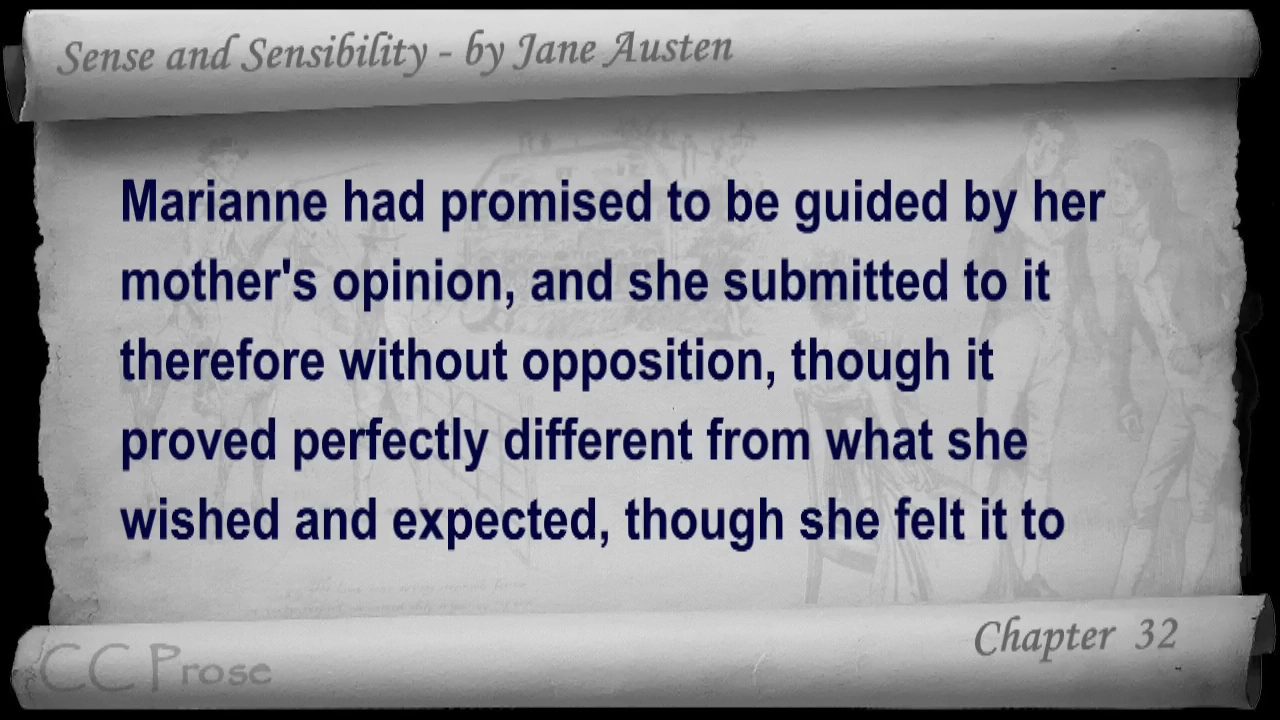 Sense and Sensibility - by Jane Austen
Marianne had promised to be guided by her
mother's opinion, and she submitted to it
therefore without opposition, though it
proved perfectly different from what she
wished and expected, though she felt it to
Chapter 32
CC Prose